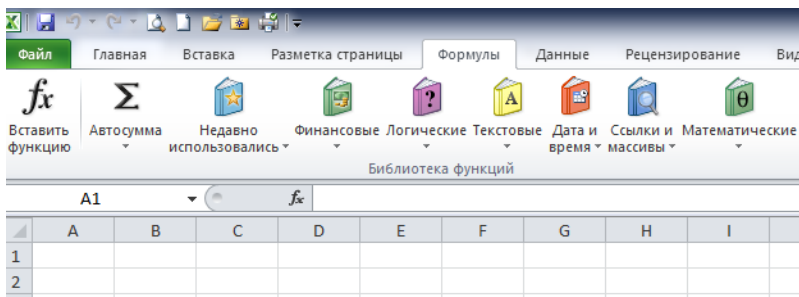 Файл Главная Вставка Разметка страницы Формулы Данные Рецензирование Вид
fx Σ ? A θ
Вставить функцию Автосумма Недавно использовались Финансовые Логические Текстовые Дата и время Ссылки и массивы Математические
Библиотека функций
A1 fx
A B C D E F G H I
1
2